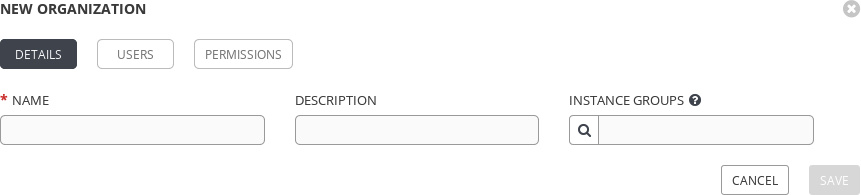 NEW ORGANIZATION
DETAILS USERS PERMISSIONS
* NAME DESCRIPTION INSTANCE GROUPS ?
CANCEL SAVE